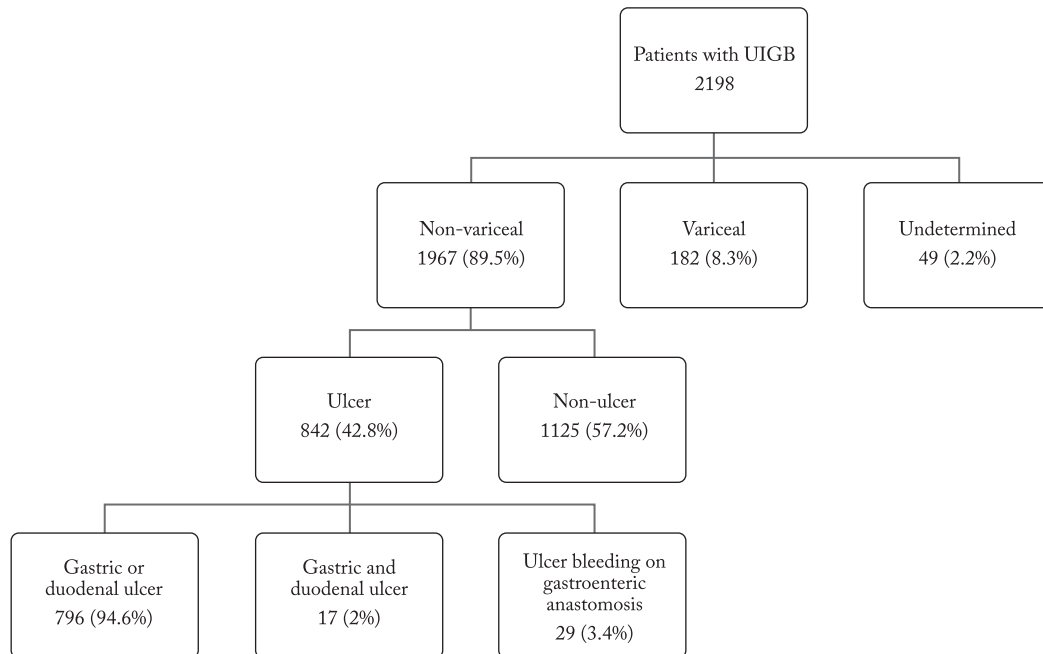 Patients with UIGB
2198
Non-variceal
1967 (89.5%)
Variceal
182 (8.3%)
Undetermined
49 (2.2%)
Ulcer
842 (42.8%)
Non-ulcer
1125 (57.2%)
Gastric or
duodenal ulcer
796 (94.6%)
Gastric and
duodenal ulcer
17 (2%)
Ulcer bleeding on
gastroenteric
anastomosis
29 (3.4%)